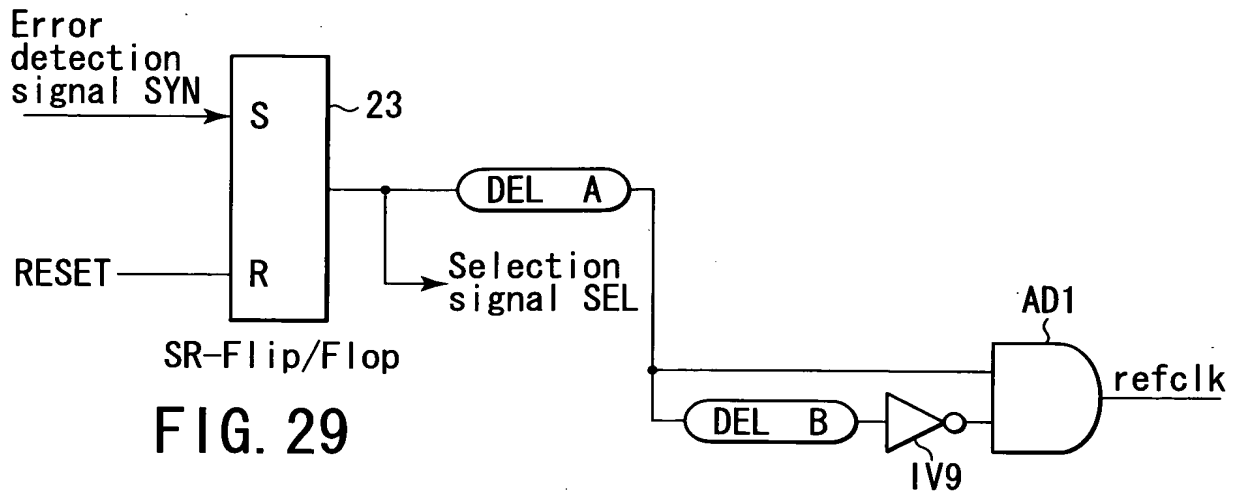 Error
detection
signal SYN
S
23
DEL A
RESET
R
Selection
signal SEL
SR-Flip/Flop
AD1
refclk
DEL B
IV9
FIG. 29